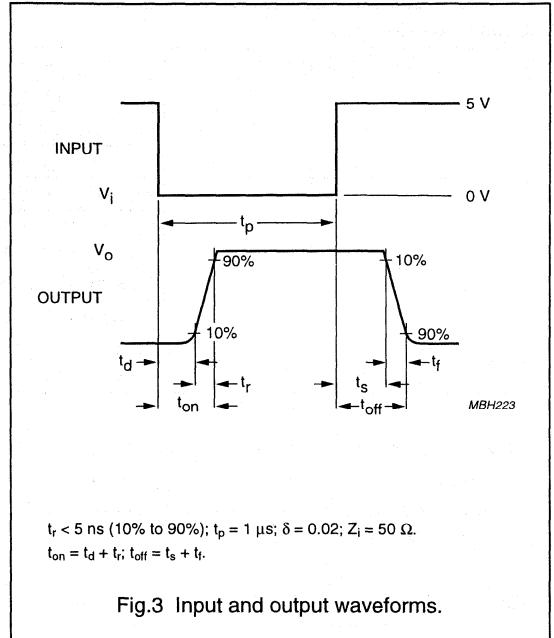 5 V
INPUT
V_i
0 V
t_p
V_o
90%
10%
OUTPUT
10%
90%
t_d
t_r
t_s
t_f
t_on
t_off
MBH223
t_r < 5 ns (10% to 90%); t_p = 1 μs; δ = 0.02; Z_i = 50 Ω.
t_on = t_d + t_r; t_off = t_s + t_f.
Fig.3 Input and output waveforms.